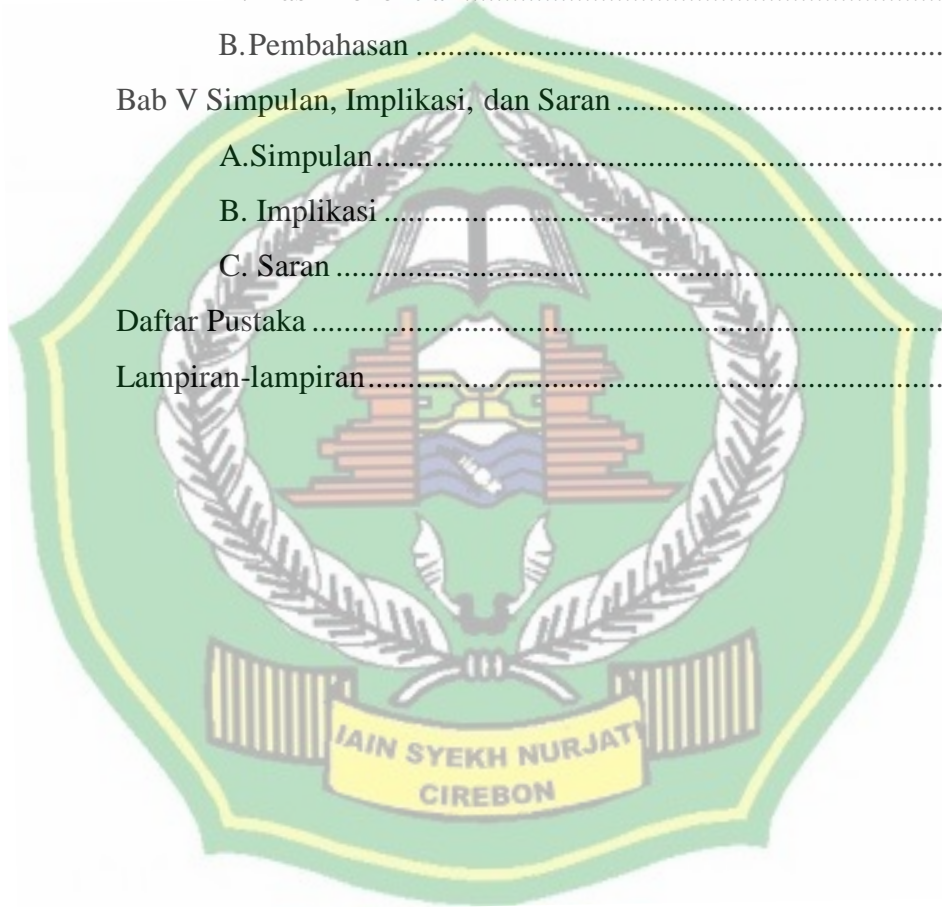 B.Pembahasan ....................................................................
Bab V Simpulan, Implikasi, dan Saran ..........................................
A.Simpulan.........................................................................
B. Implikasi .......................................................................
C. Saran .............................................................................
Daftar Pustaka ...............................................................................
Lampiran-lampiran........................................................................
IAIN SYEKH NURJATI
CIREBON